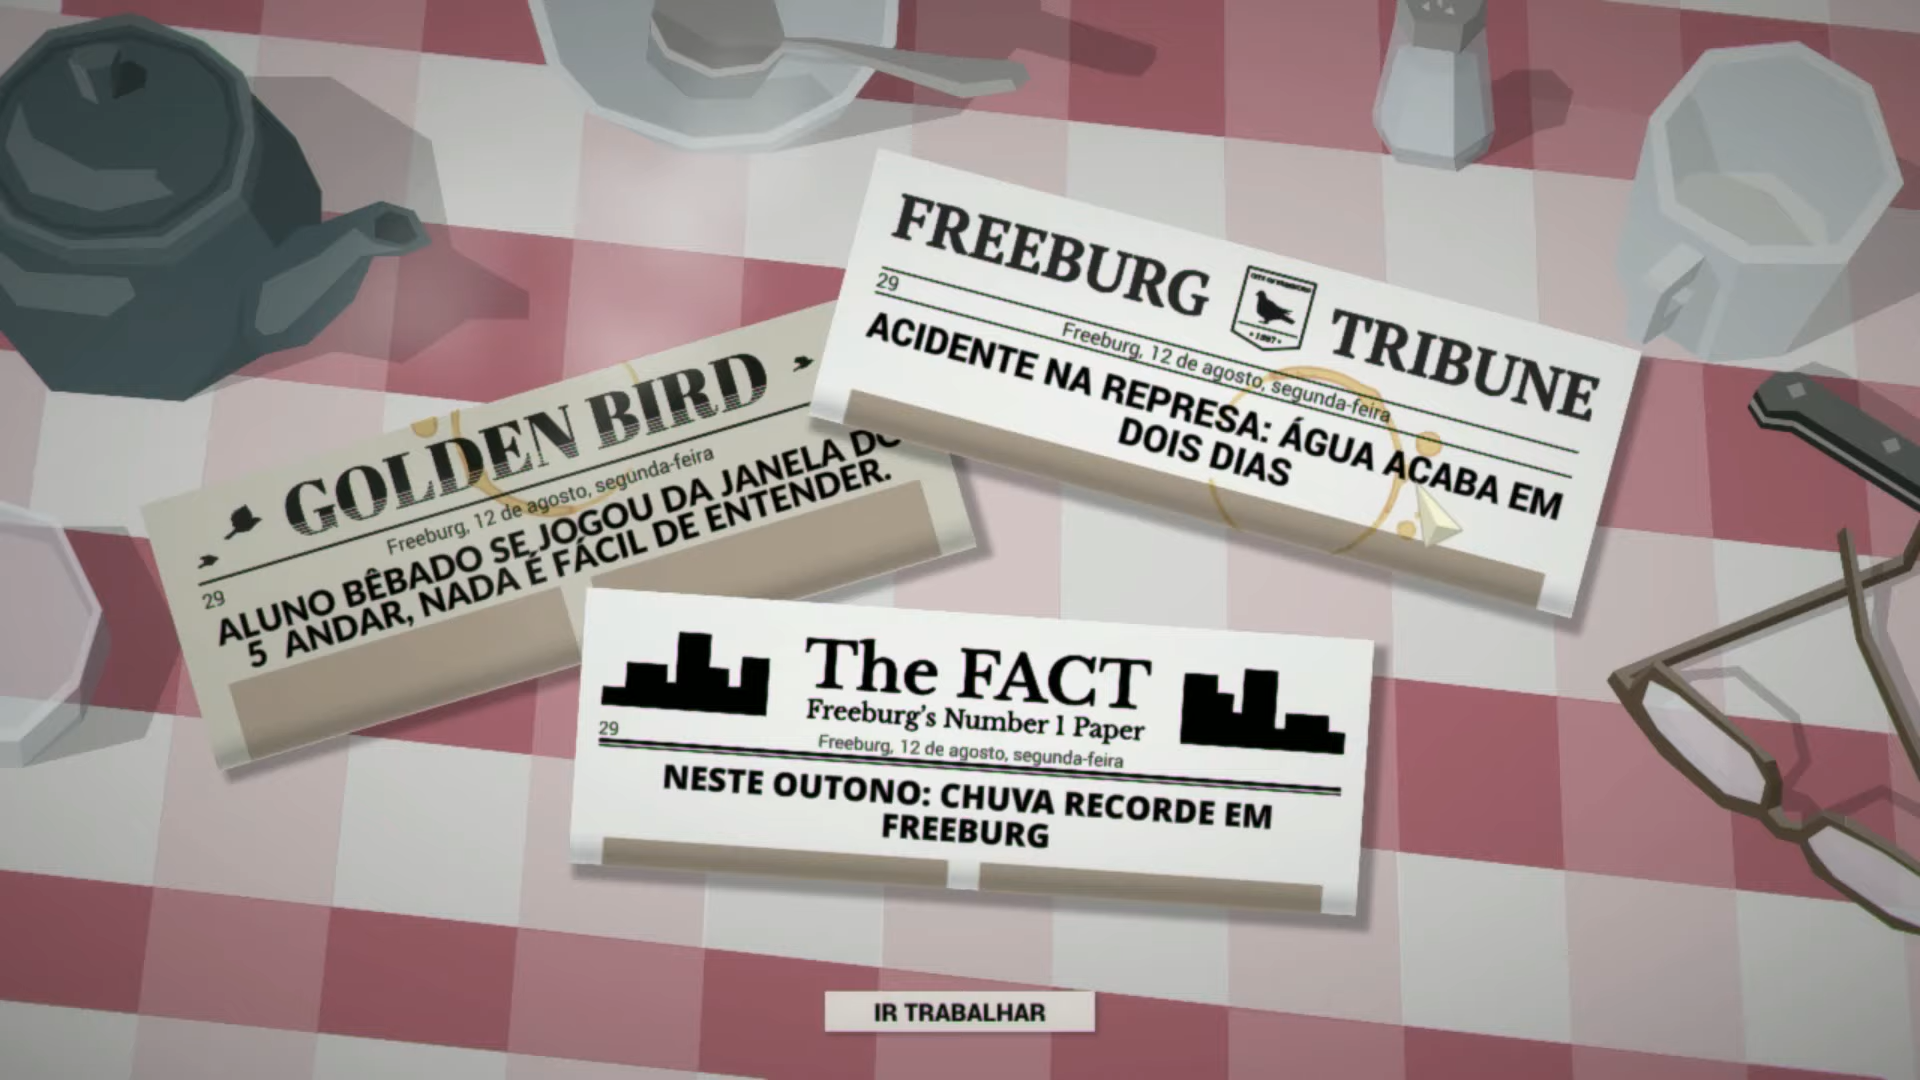 FREEBURG TRIBUNE
29
Freeburg, 12 de agosto, segunda-feira
ACIDENTE NA REPRESA: ÁGUA ACABA EM
DOIS DIAS
GOLDEN BIRD
Freeburg, 12 de agosto, segunda-feira
29
ALUNO BÊBADO SE JOGOU DA JANELA DO
5 ANDAR, NADA É FÁCIL DE ENTENDER.
The FACT
Freeburg's Number 1 Paper
29
Freeburg, 12 de agosto, segunda-feira
NESTE OUTONO: CHUVA RECORDE EM
FREEBURG
IR TRABALHAR